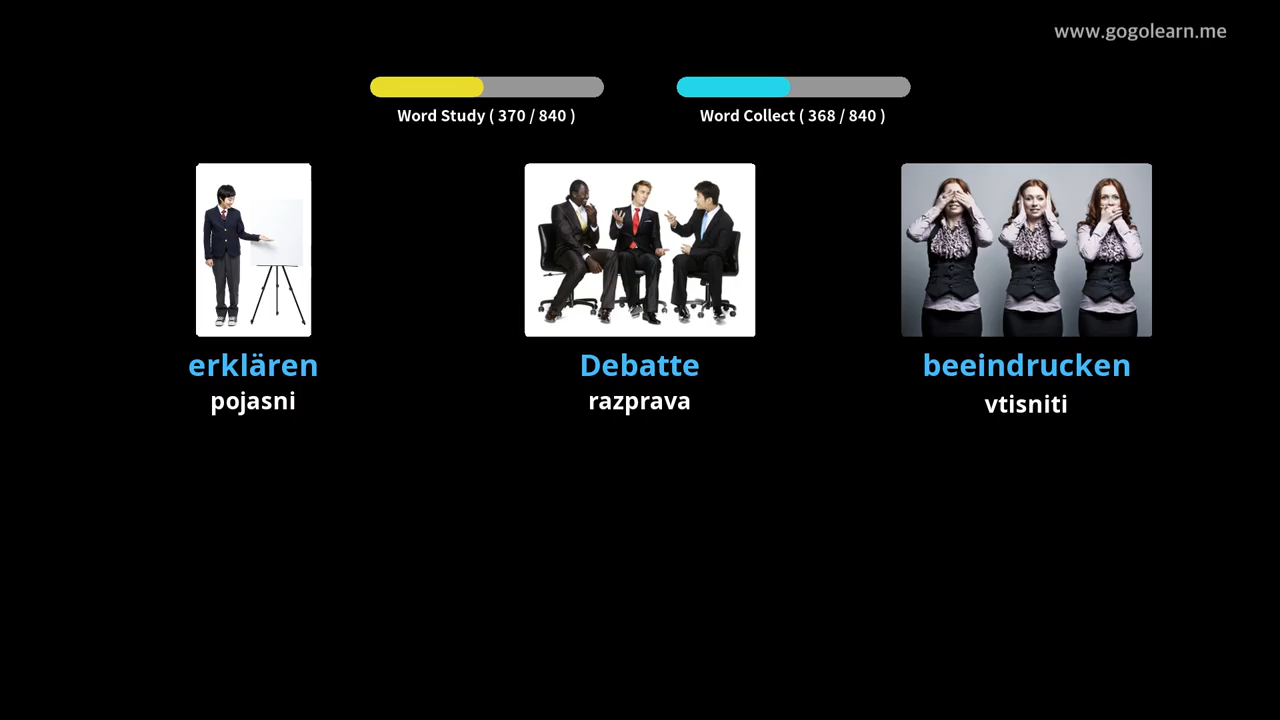 www.gogolearn.me
Word Study ( 370 / 840 )
Word Collect ( 368 / 840 )
erklären
pojasni
Debatte
razprava
beeindrucken
vtisniti